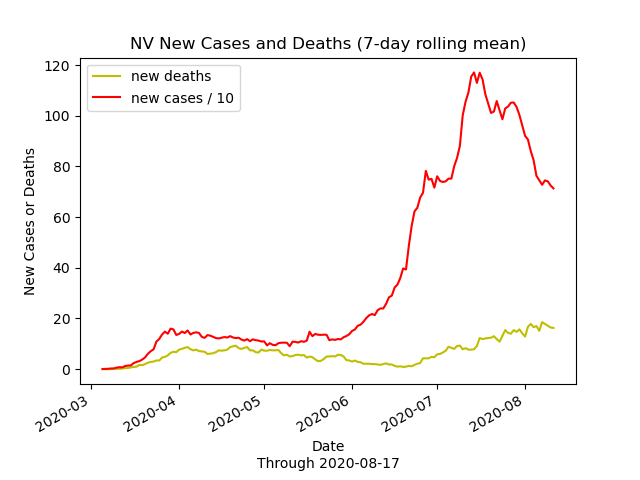 NV New Cases and Deaths (7-day rolling mean)
new deaths
new cases / 10
New Cases or Deaths
120
100
80
60
40
20
0
2020-03
2020-04
2020-05
2020-06
2020-07
2020-08
Date
Through 2020-08-17